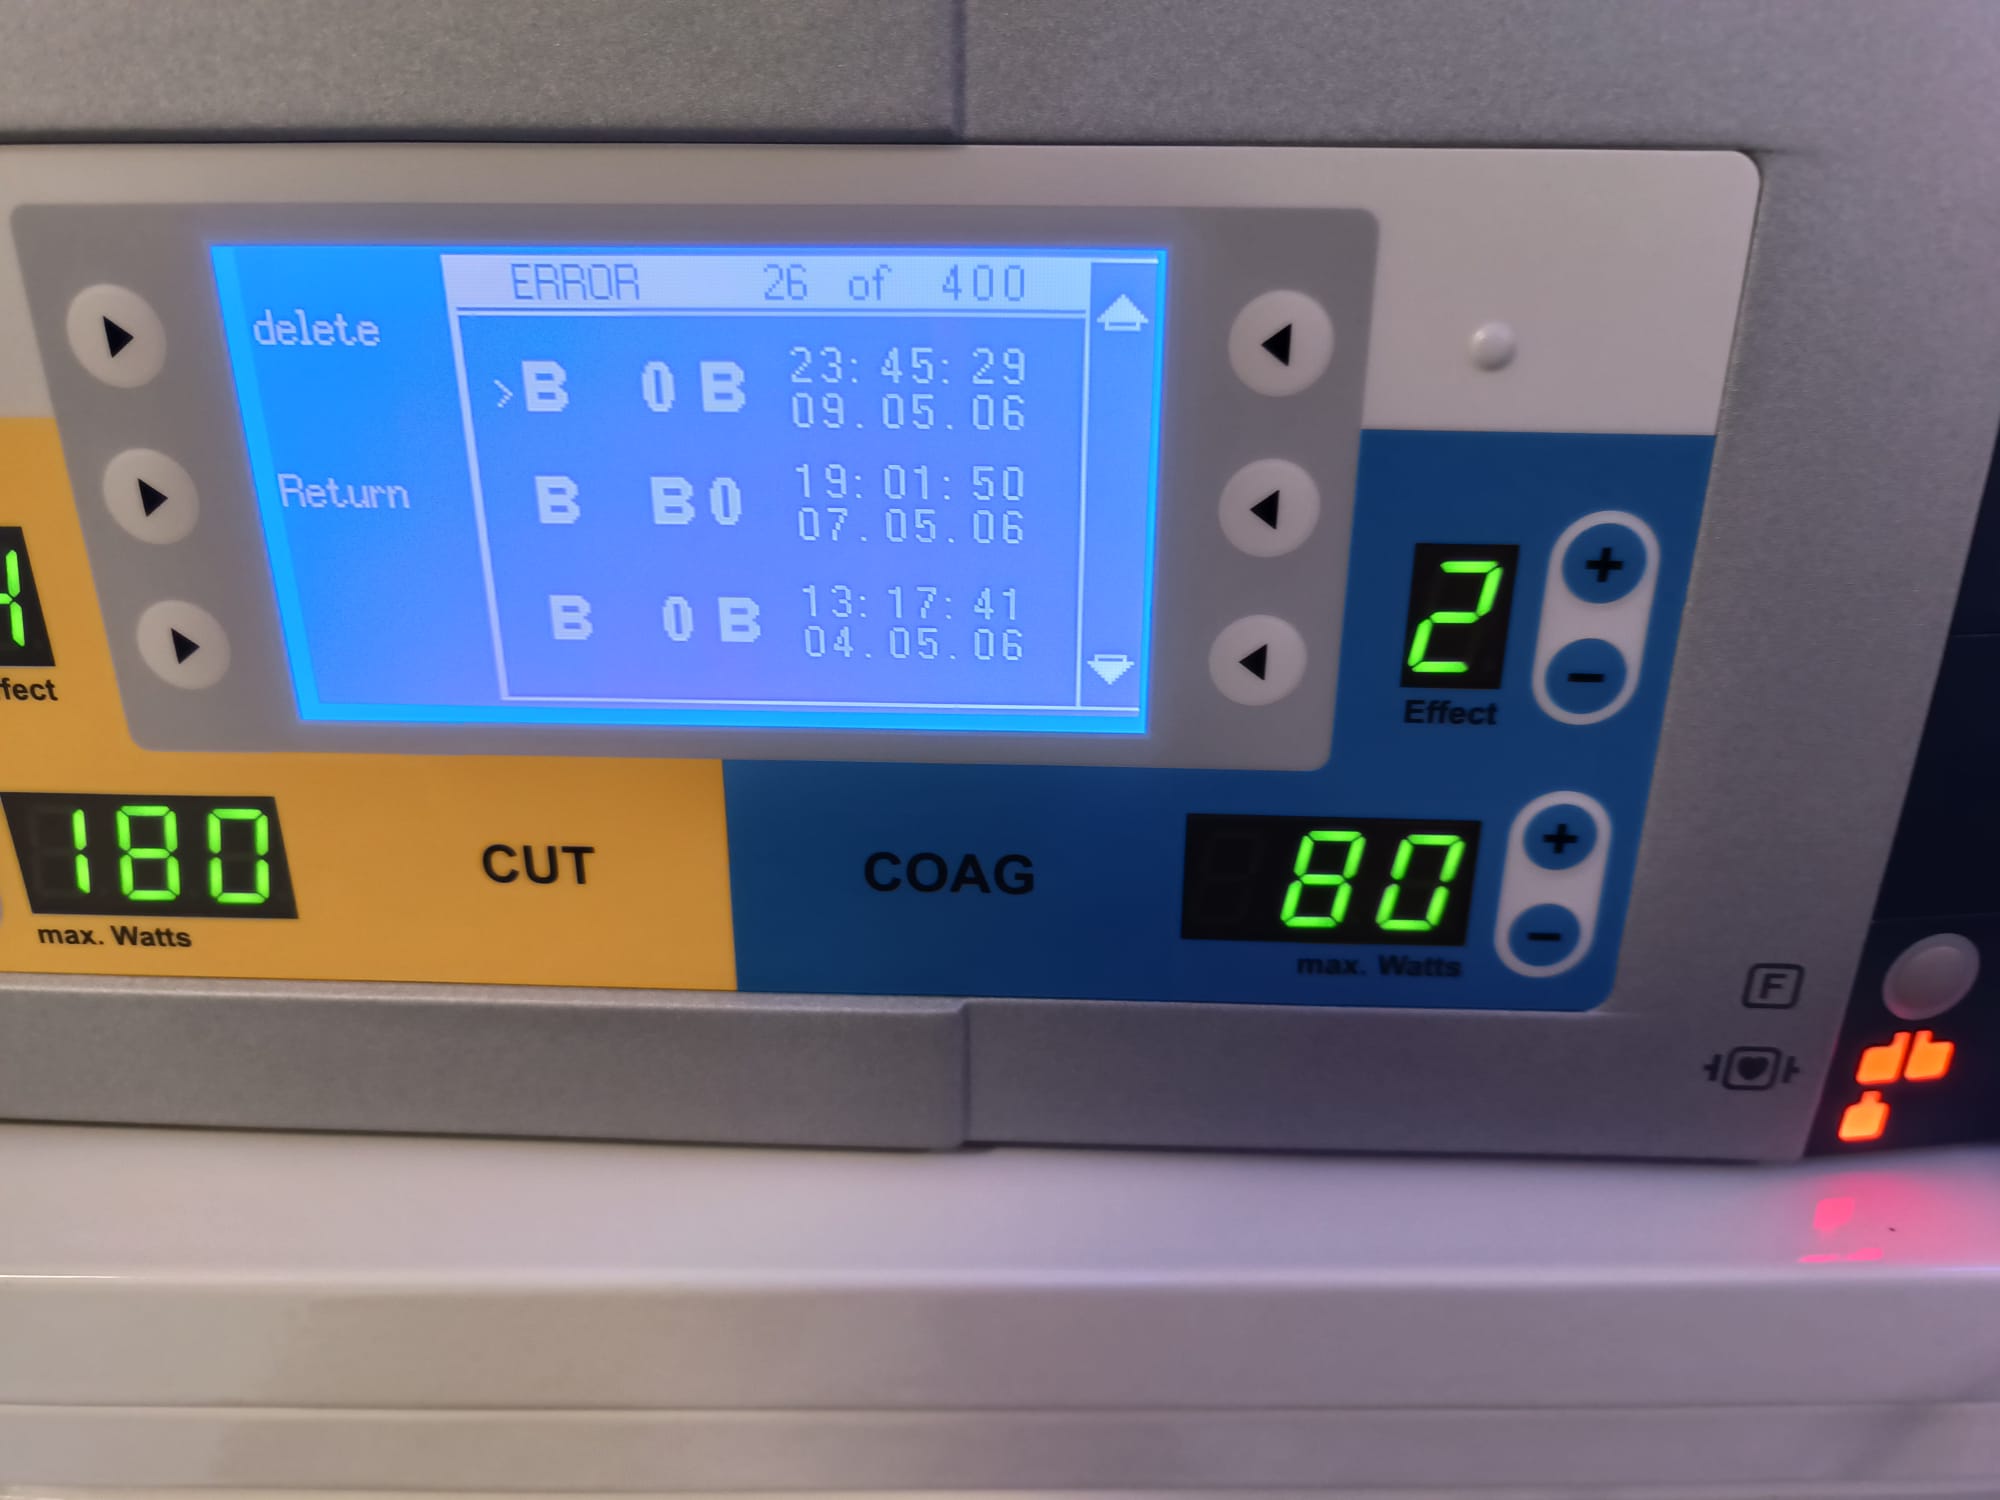 ERROR 26 of 400
delete
B 0B 23:45:29
09.05.06
Return
B B0 19:01:50
07.05.06
B 0B 13:17:41
04.05.06
2
Effect
180
max. Watts
CUT
COAG
80
max. Watts
F